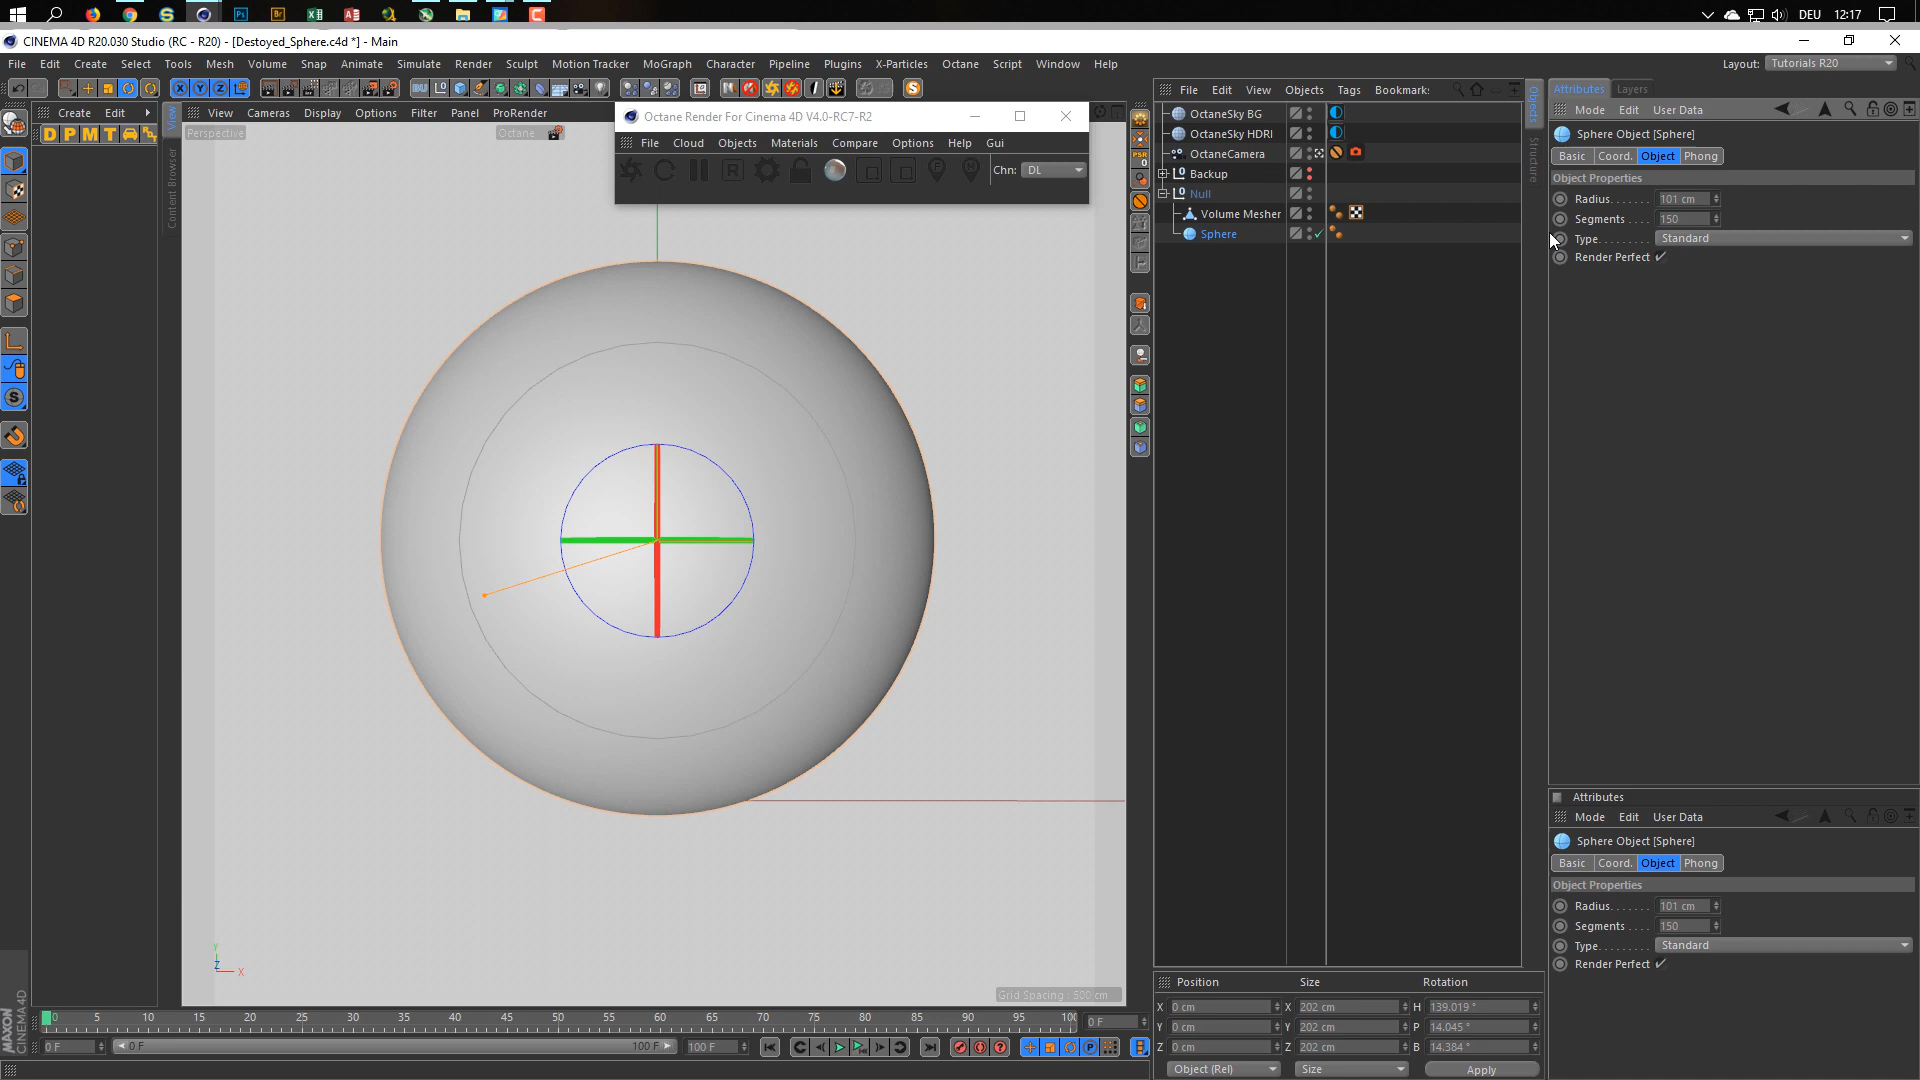 DEU 12:17
CINEMA 4D R20.030 Studio (RC - R20) - [Destoyed_Sphere.c4d *] - Main
File Edit Create Select Tools Mesh Volume Snap Animate Simulate Render Sculpt Motion Tracker MoGraph Character Pipeline Plugins X-Particles Octane Script Window Help
Layout: Tutorials R20
Create Edit
View Cameras Display Options Filter Panel ProRender
Perspective
Octane
View
Content Browser
D P M T
Octane Render For Cinema 4D V4.0-RC7-R2
File Cloud Objects Materials Compare Options Help Gui
Chn: DL
PSR
0
File Edit View Objects Tags Bookmark:
OctaneSky BG
OctaneSky HDRI
OctaneCamera
Backup
Null
Volume Mesher
Sphere
Objects
Structure
Attributes Layers
Mode Edit User Data
Sphere Object [Sphere]
Basic Coord. Object Phong
Object Properties
Radius 101 cm
Segments 150
Type Standard
Render Perfect
Attributes
Mode Edit User Data
Sphere Object [Sphere]
Basic Coord. Object Phong
Object Properties
Radius 101 cm
Segments 150
Type Standard
Render Perfect
Y
Z
X
Grid Spacing : 500 cm
0 5 10 15 20 25 30 35 40 45 50 55 60 65 70 75 80 85 90 95 100
0 F
0 F 0 F 100 F 100 F
Position Size Rotation
X 0 cm X 202 cm H 139.019 °
Y 0 cm Y 202 cm P 14.045 °
Z 0 cm Z 202 cm B 14.384 °
Object (Rel) Size Apply
MAXON CINEMA 4D